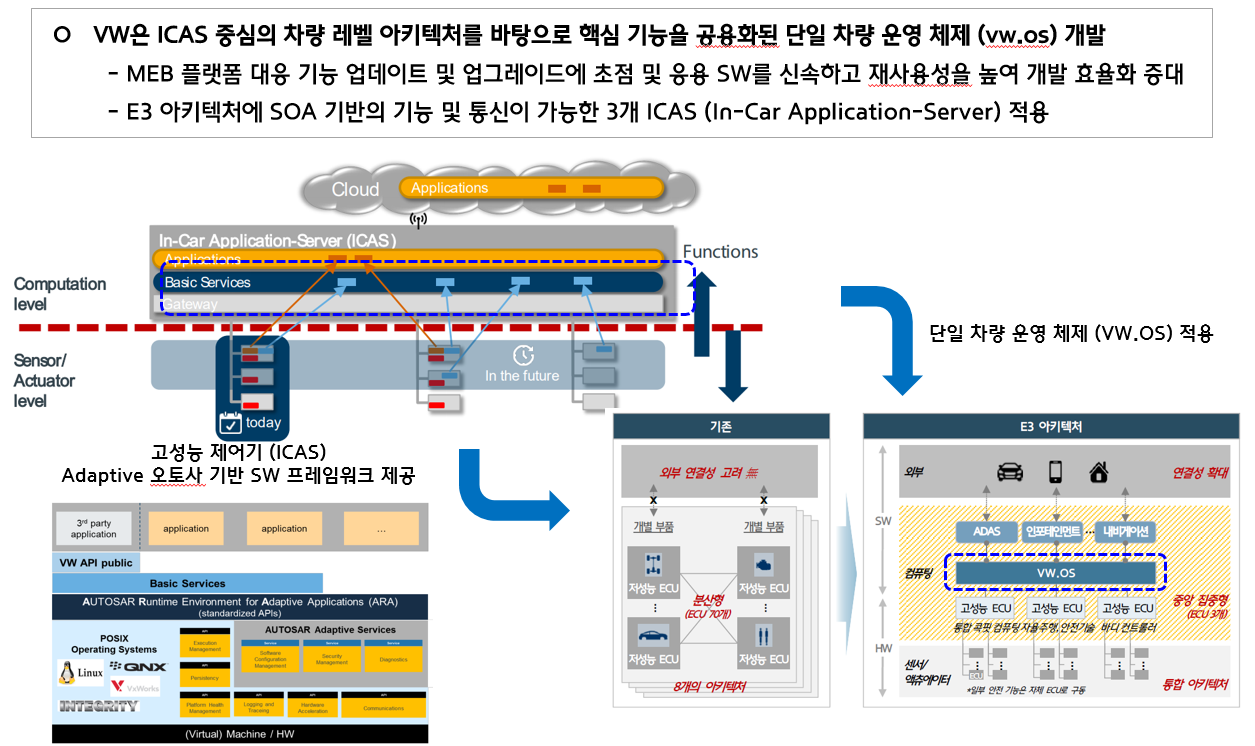 ○ VW은 ICAS 중심의 차량 레벨 아키텍처를 바탕으로 핵심 기능을 공용화된 단일 차량 운영 체제 (vw.os) 개발
- MEB 플랫폼 대응 기능 업데이트 및 업그레이드에 초점 및 응용 SW를 신속하고 재사용성을 높여 개발 효율화 증대
- E3 아키텍처에 SOA 기반의 기능 및 통신이 가능한 3개 ICAS (In-Car Application-Server) 적용
Cloud
Applications
In-Car Application-Server (ICAS)
Applications
Basic Services
Gateway
Functions
Computation
level
Sensor/
Actuator
level
In the future
today
단일 차량 운영 체제 (VW.OS) 적용
고성능 제어기 (ICAS)
Adaptive 오토사 기반 SW 프레임워크 제공
3rd party
application
application
application
...
VW API public
Basic Services
AUTOSAR Runtime Environment for Adaptive Applications (ARA)
(standardized APIs)
POSIX
Operating Systems
Linux
QNX
VxWorks
INTEGRITY
API
Execution
Management
API
Persistency
AUTOSAR Adaptive Services
Service
Software
Configuration
Management
Service
Security
Management
Service
Diagnostics
API
Platform Health
Management
API
Logging and
Tracing
API
Hardware
Acceleration
API
Communications
(Virtual) Machine / HW
기존
외부 연결성 고려 無
X
X
개별 부품
개별 부품
저성능 ECU
저성능 ECU
분산형
(ECU 70개)
저성능 ECU
저성능 ECU
8개의 아키텍처
E3 아키텍처
SW
HW
외부
연결성 확대
ADAS
인포테인먼트
...
내비게이션
컴퓨팅
VW.OS
고성능 ECU
고성능 ECU
고성능 ECU
중앙 집중형
(ECU 3개)
통합 콕핏 컴퓨팅
자율주행, 안전기술
바디 컨트롤러
센서/
액츄에이터
ECU
*일부 안전 기능은 자체 ECU로 구동
통합 아키텍처